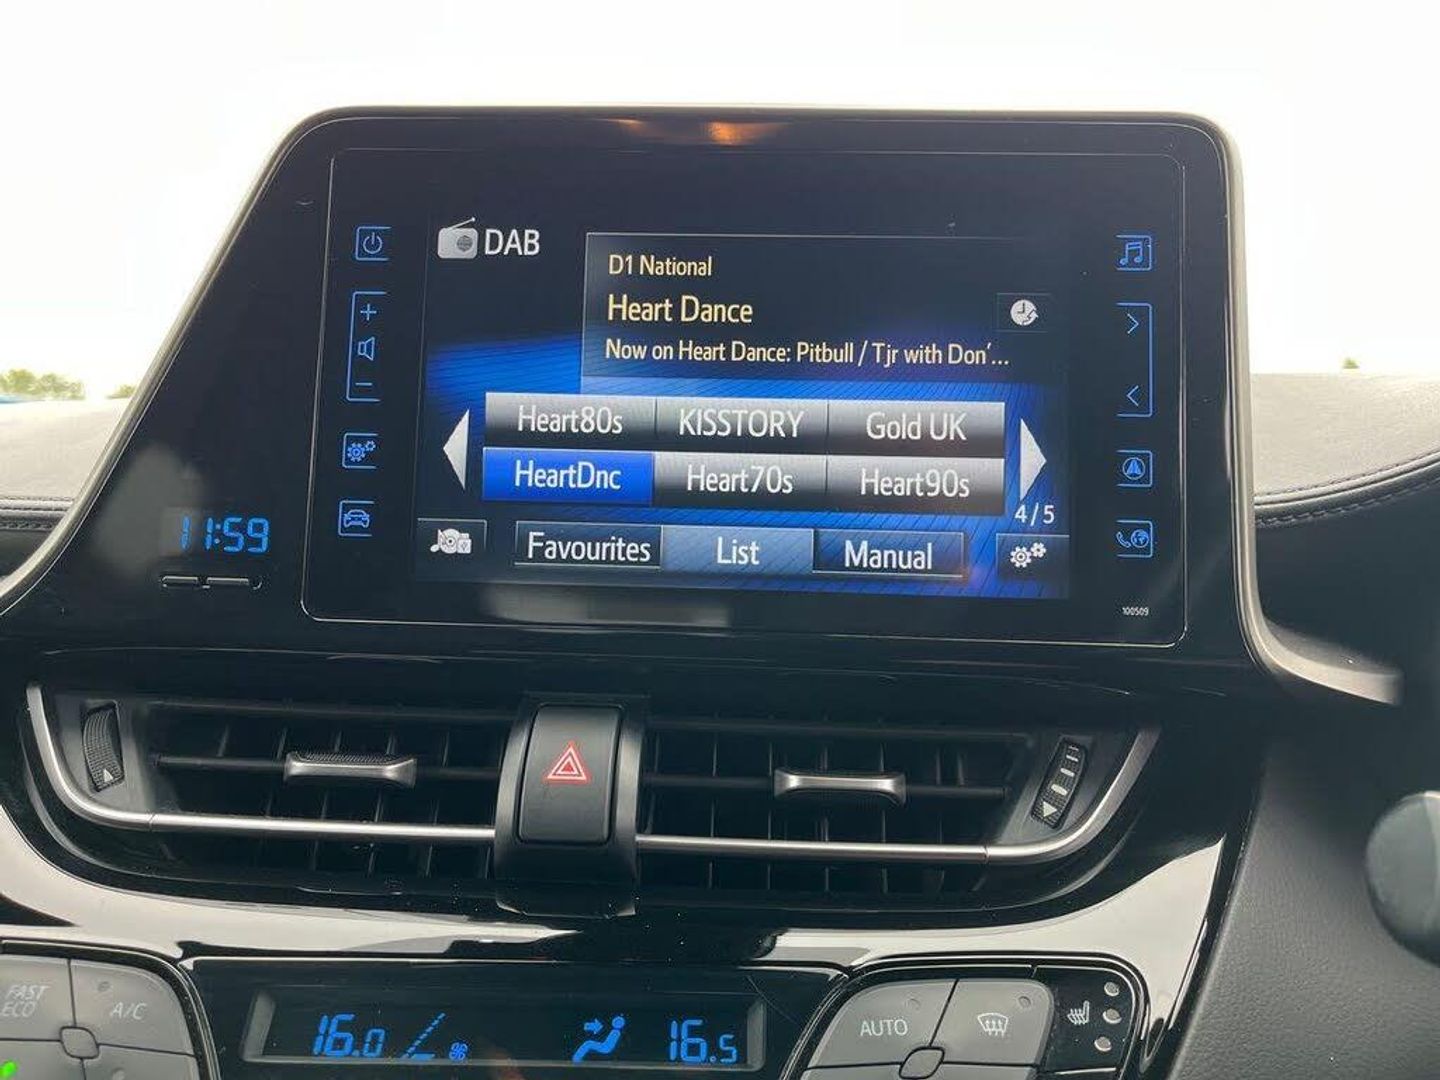 DAB
D1 National
Heart Dance
Now on Heart Dance: Pitbull / Tjr with Don'...
Heart80s KISSTORY Gold UK
HeartDnc Heart70s Heart90s
4/5
11:59
Favourites List Manual
100509
FAST ECO
A/C
16.0 16.5
AUTO